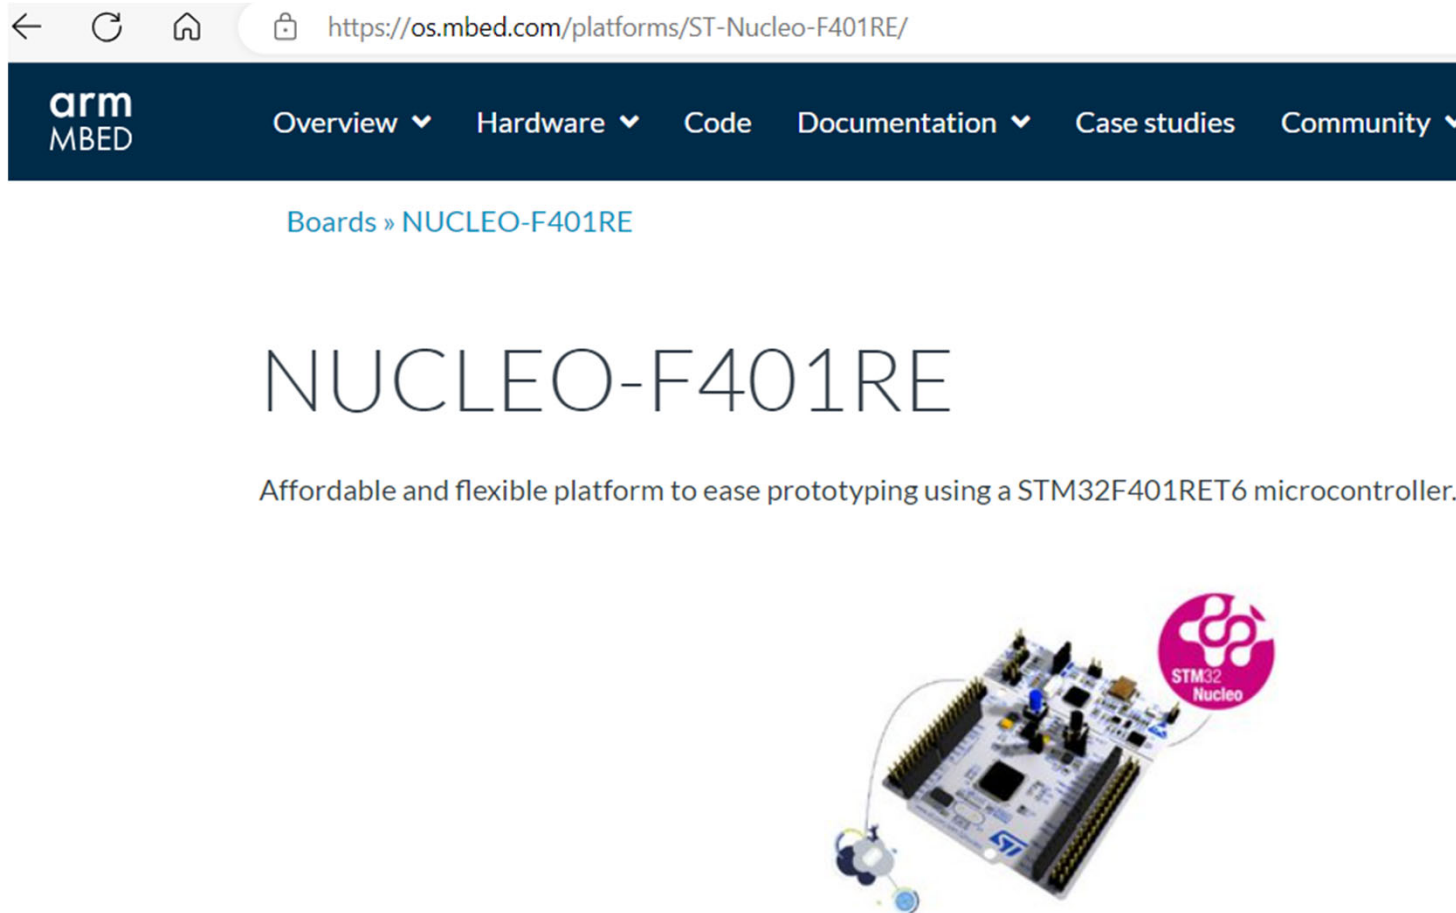 https://os.mbed.com/platforms/ST-Nucleo-F401RE/
arm
MBED
Overview
Hardware
Code
Documentation
Case studies
Community
Boards » NUCLEO-F401RE
NUCLEO-F401RE
Affordable and flexible platform to ease prototyping using a STM32F401RET6 microcontroller.
STM32
Nucleo
ST